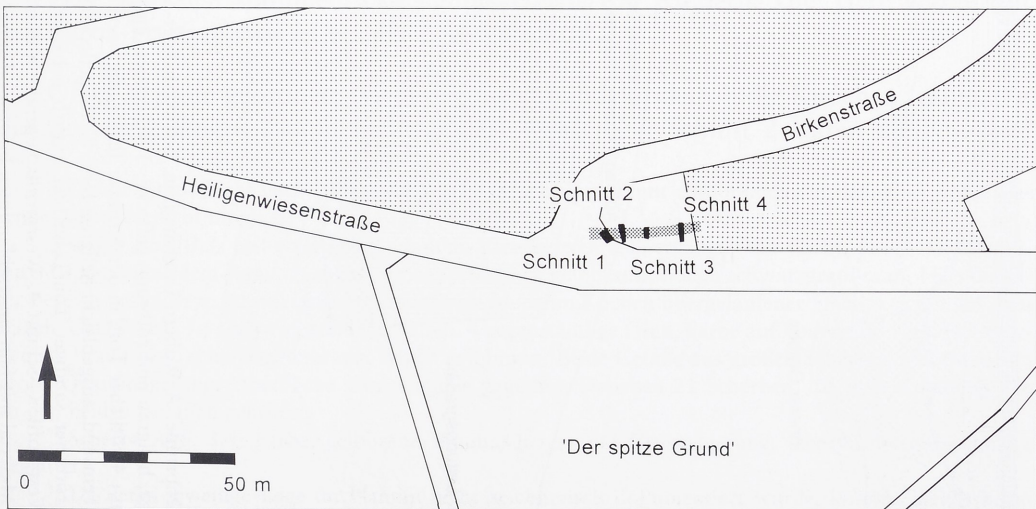 Birkenstraße
Schnitt 2
Heiligenwiesenstraße
Schnitt 4
Schnitt 1
Schnitt 3
'Der spitze Grund'
0
50 m